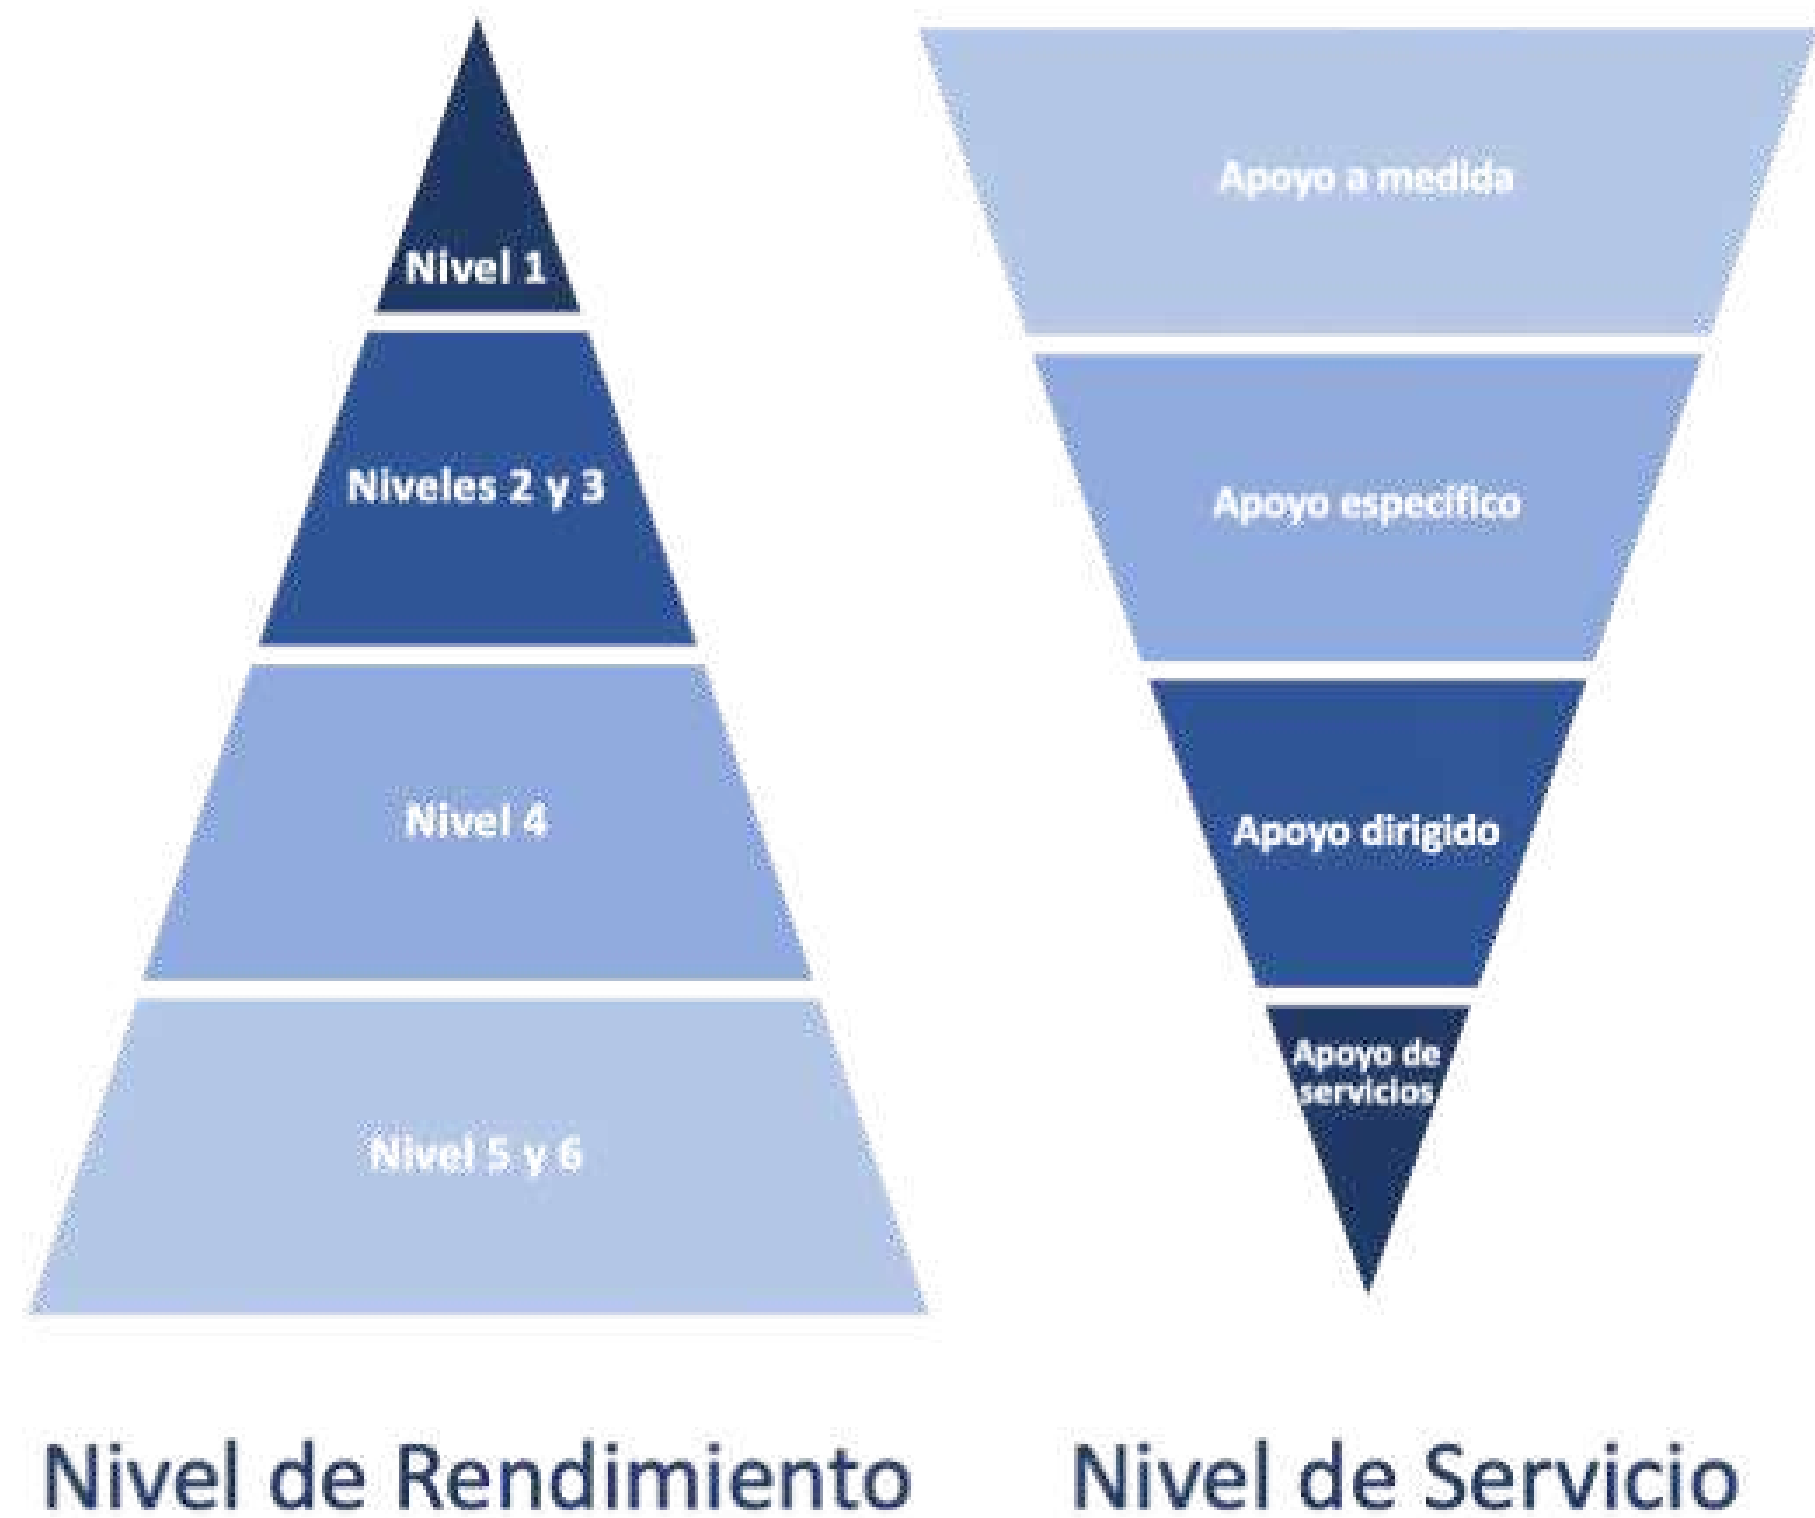 Nivel 1
Niveles 2 y 3
Nivel 4
Nivel 5 y 6
Nivel de Rendimiento
Apoyo a medida
Apoyo específico
Apoyo dirigido
Apoyo de
servicios
Nivel de Servicio